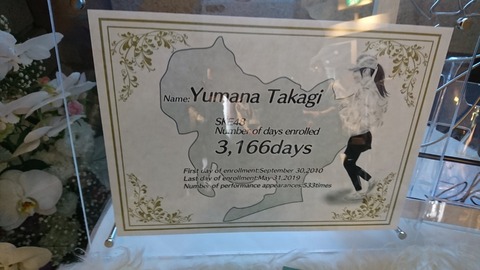 Name: Yumana Takagi
SKE48
Number of days enrolled
3,166days
First day of enrollment:September 30,2010
Last day of enrollment:May 31,2019
Number of performance appearances:533times